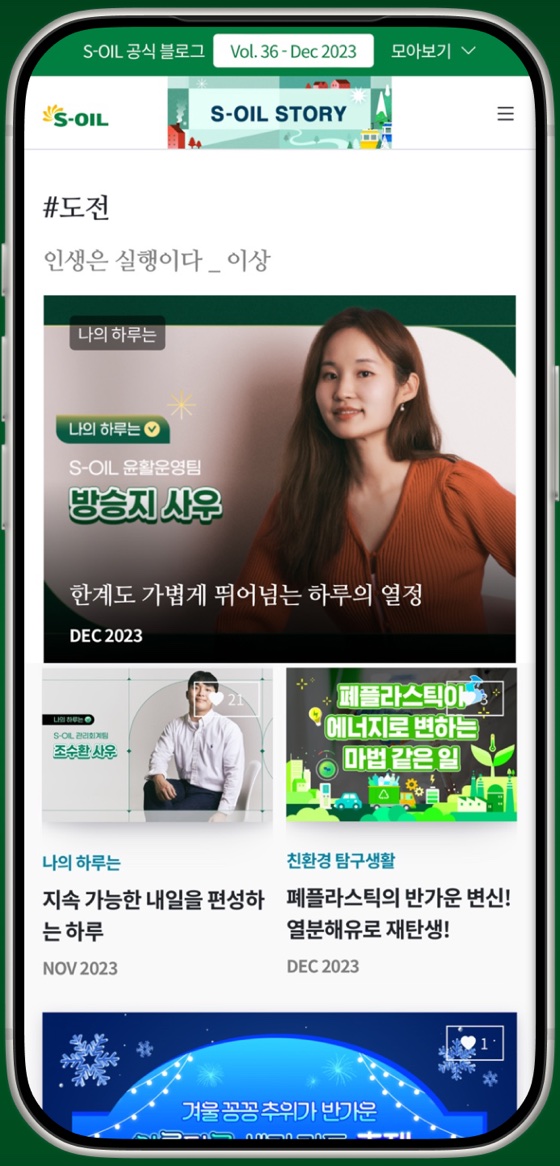 S-OIL 공식 블로그
Vol. 36 - Dec 2023
모아보기
S-OIL
S-OIL STORY
#도전
인생은 실행이다 _ 이상
나의 하루는
나의 하루는
S-OIL 윤활운영팀
방승지 사우
한계도 가볍게 뛰어넘는 하루의 열정
DEC 2023
21
나의 하루는
S-OIL 관리회계팀
조수환 사우
폐플라스틱이
에너지로 변하는
마법 같은 일
나의 하루는
지속 가능한 내일을 편성하
는 하루
NOV 2023
친환경 탐구생활
폐플라스틱의 반가운 변신!
열분해유로 재탄생!
DEC 2023
1
겨울 꽁꽁 추위가 반가운